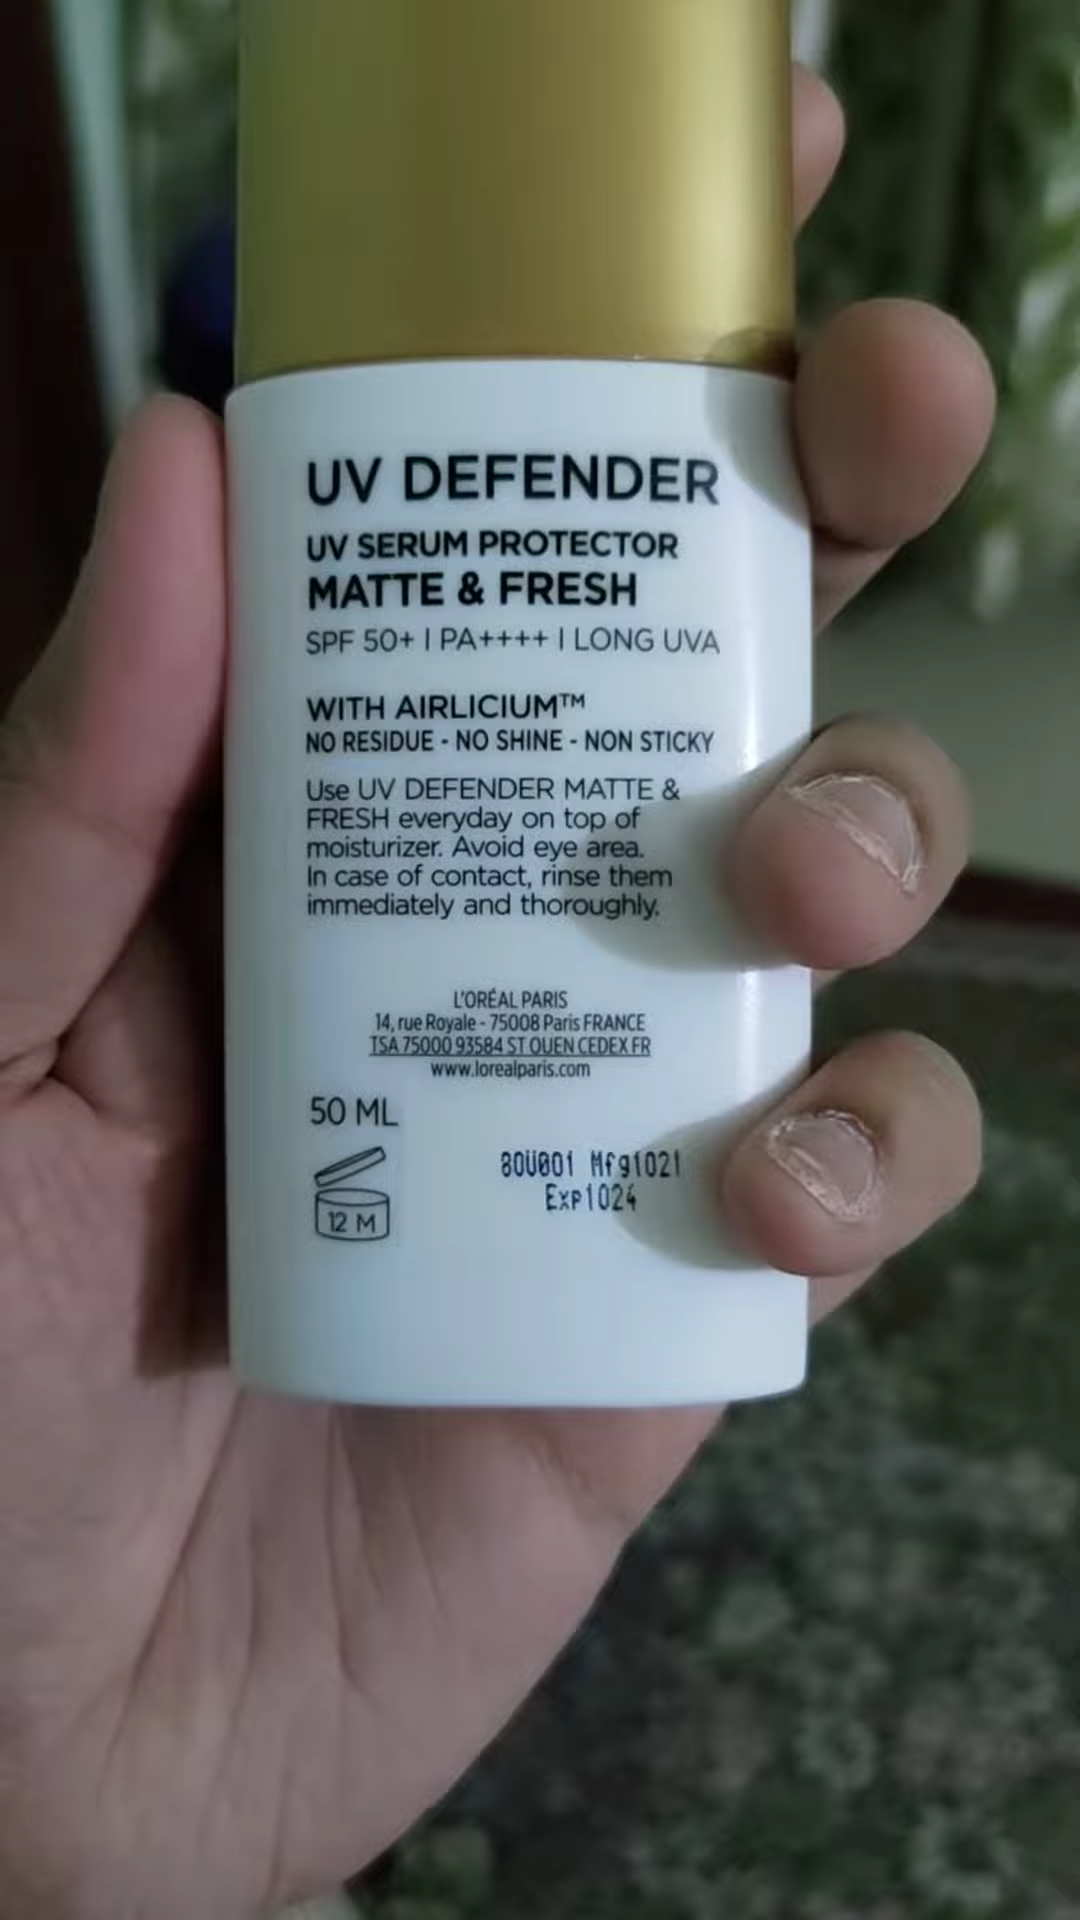 UV DEFENDER
UV SERUM PROTECTOR
MATTE & FRESH
SPF 50+ I PA++++ I LONG UVA
WITH AIRLICIUM™
NO RESIDUE - NO SHINE - NON STICKY
Use UV DEFENDER MATTE &
FRESH everyday on top of
moisturizer. Avoid eye area.
In case of contact, rinse them
immediately and thoroughly.
L'ORÉAL PARIS
14, rue Royale - 75008 Paris FRANCE
TSA 75000 93584 ST OUEN CEDEX FR
www.lorealparis.com
50 ML
12 M
80U001 Mfg1021
Exp1024